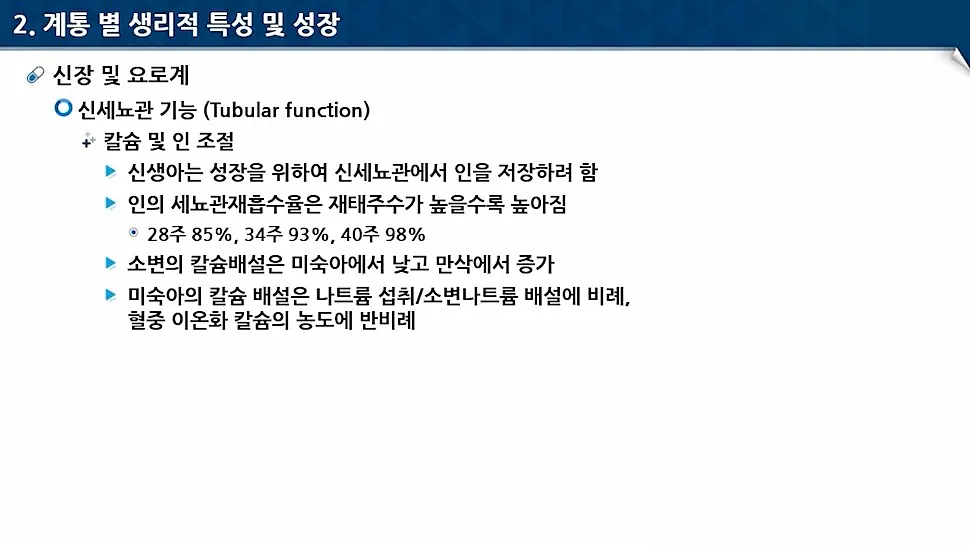 2. 계통 별 생리적 특성 및 성장
신장 및 요로계
신세뇨관 기능 (Tubular function)
칼슘 및 인 조절
신생아는 성장을 위하여 신세뇨관에서 인을 저장하려 함
인의 세뇨관재흡수율은 재태주수가 높을수록 높아짐
28주 85%, 34주 93%, 40주 98%
소변의 칼슘배설은 미숙아에서 낮고 만삭에서 증가
미숙아의 칼슘 배설은 나트륨 섭취/소변나트륨 배설에 비례,
혈중 이온화 칼슘의 농도에 반비례